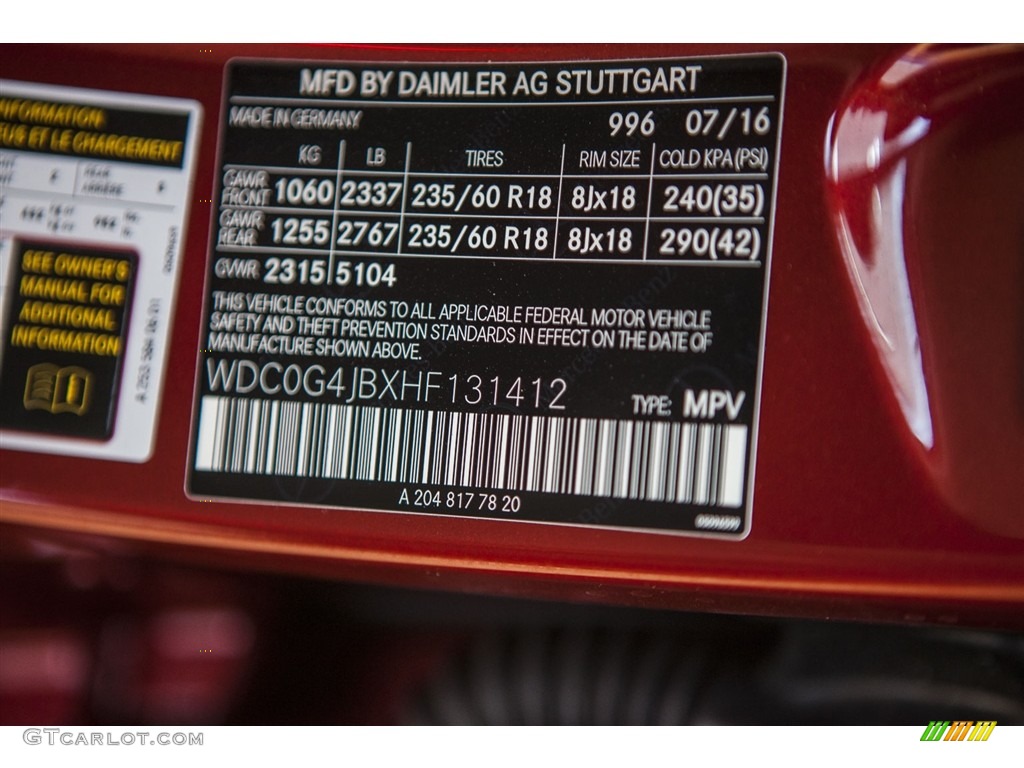 MFD BY DAIMLER AG STUTTGART
MADE IN GERMANY
996 07/16
KG LB TIRES RIM SIZE COLD KPA(PSI)
GAWR FRONT 1060 2337 235/60 R18 8Jx18 240(35)
GAWR REAR 1255 2767 235/60 R18 8Jx18 290(42)
GVWR 2315 5104
THIS VEHICLE CONFORMS TO ALL APPLICABLE FEDERAL MOTOR VEHICLE
SAFETY AND THEFT PREVENTION STANDARDS IN EFFECT ON THE DATE OF
MANUFACTURE SHOWN ABOVE.
WDC0G4JBXHF131412
TYPE: MPV
A 204 817 78 20
INFORMATION
ET LE CHARGEMENT
SEE OWNER'S
MANUAL FOR
ADDITIONAL
INFORMATION
GTCARLOT.COM